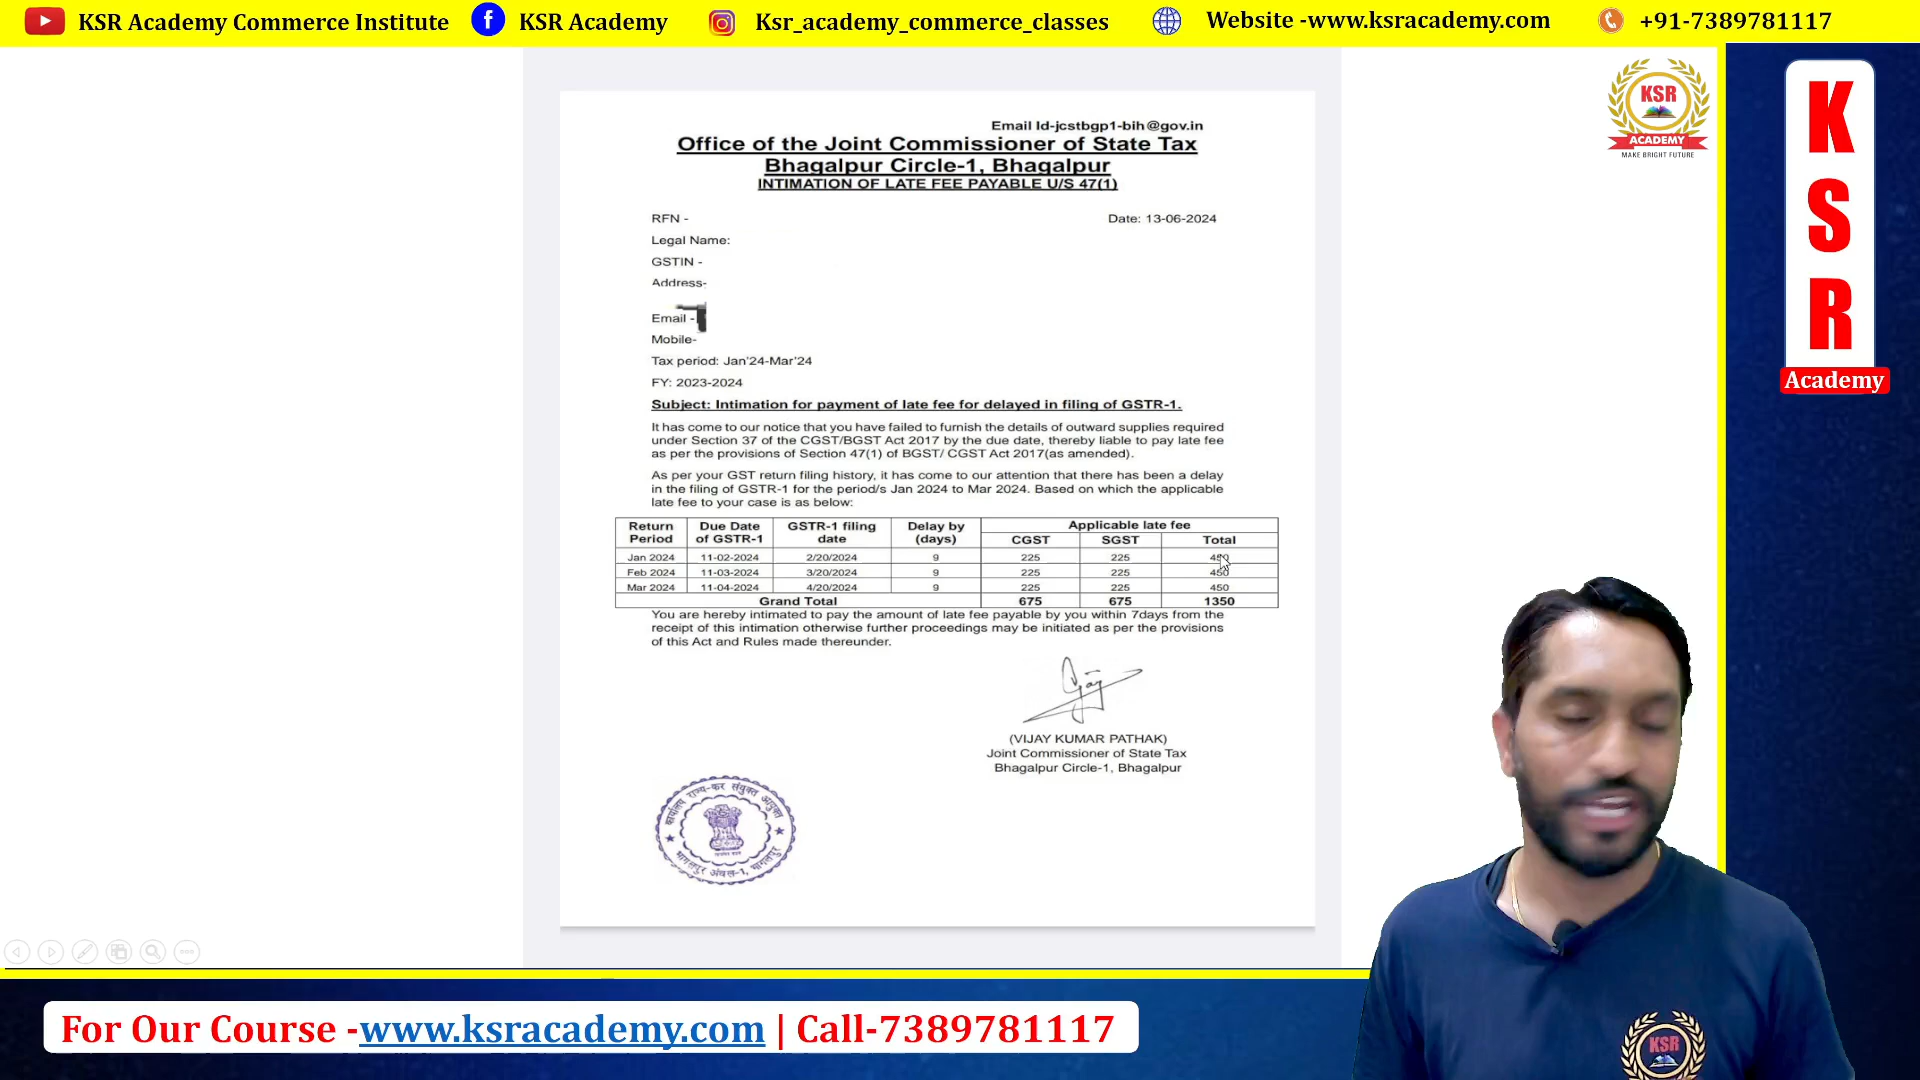 KSR Academy Commerce Institute
KSR Academy
Ksr_academy_commerce_classes
Website -www.ksracademy.com
+91-7389781117
KSR
ACADEMY
MAKE BRIGHT FUTURE
K
S
R
Academy
Email Id-jcstbgp1-bih@gov.in
Office of the Joint Commissioner of State Tax
Bhagalpur Circle-1, Bhagalpur
INTIMATION OF LATE FEE PAYABLE U/S 47(1)
RFN - Date: 13-06-2024
Legal Name:
GSTIN -
Address-
Email -
Mobile-
Tax period: Jan'24-Mar'24
FY: 2023-2024
Subject: Intimation for payment of late fee for delayed in filing of GSTR-1.
It has come to our notice that you have failed to furnish the details of outward supplies required
under Section 37 of the CGST/BGST Act 2017 by the due date, thereby liable to pay late fee
as per the provisions of Section 47(1) of BGST/ CGST Act 2017(as amended).
As per your GST return filing history, it has come to our attention that there has been a delay
in the filing of GSTR-1 for the period/s Jan 2024 to Mar 2024. Based on which the applicable
late fee to your case is as below:
Return Period Due Date of GSTR-1 GSTR-1 filing date Delay by (days) Applicable late fee
CGST SGST Total
Jan 2024 11-02-2024 2/20/2024 9 225 225 450
Feb 2024 11-03-2024 3/20/2024 9 225 225 450
Mar 2024 11-04-2024 4/20/2024 9 225 225 450
Grand Total 675 675 1350
You are hereby intimated to pay the amount of late fee payable by you within 7days from the
receipt of this intimation otherwise further proceedings may be initiated as per the provisions
of this Act and Rules made thereunder.
(VIJAY KUMAR PATHAK)
Joint Commissioner of State Tax
Bhagalpur Circle-1, Bhagalpur
कार्यालय राज्य-कर संयुक्त आयुक्त
भागलपुर अंचल-1, भागलपुर
For Our Course -www.ksracademy.com | Call-7389781117
KSR